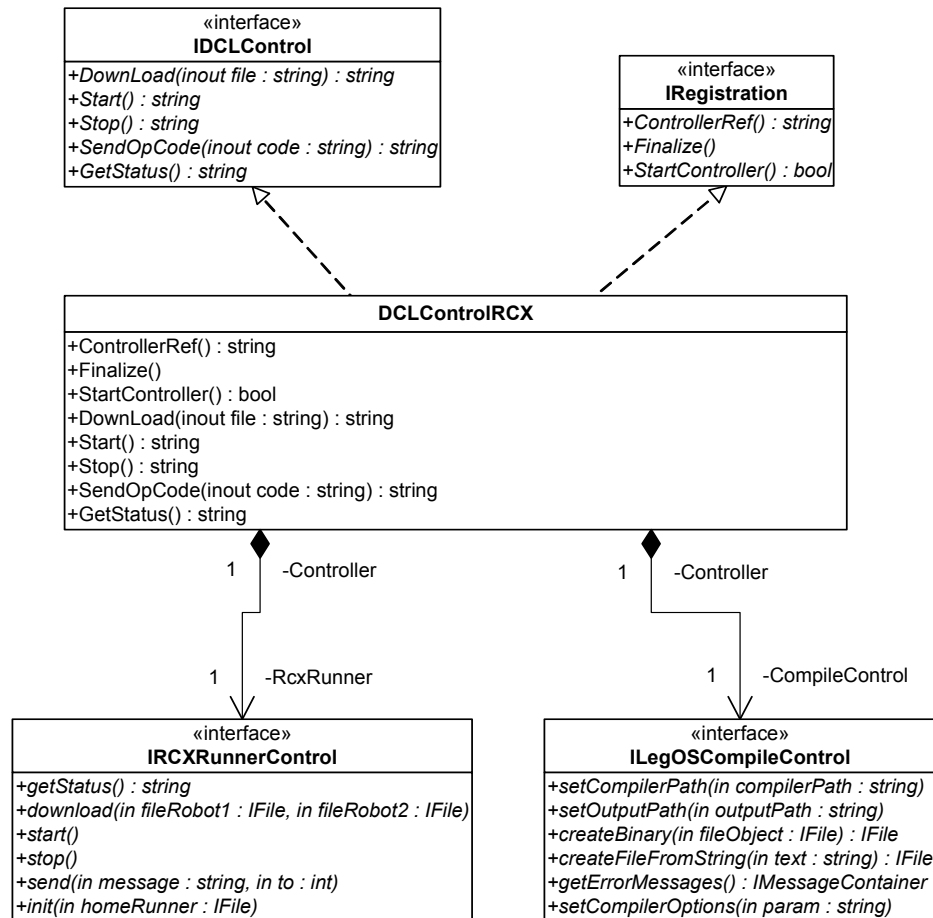 «interface»
IDCLControl
+DownLoad(inout file : string) : string
+Start() : string
+Stop() : string
+SendOpCode(inout code : string) : string
+GetStatus() : string
«interface»
IRegistration
+ControllerRef() : string
+Finalize()
+StartController() : bool
DCLControlRCX
+ControllerRef() : string
+Finalize()
+StartController() : bool
+DownLoad(inout file : string) : string
+Start() : string
+Stop() : string
+SendOpCode(inout code : string) : string
+GetStatus() : string
1 -Controller
1 -Controller
1 -RcxRunner
1 -CompileControl
«interface»
IRCXRunnerControl
+getStatus() : string
+download(in fileRobot1 : IFile, in fileRobot2 : IFile)
+start()
+stop()
+send(in message : string, in to : int)
+init(in homeRunner : IFile)
«interface»
ILegOSCompileControl
+setCompilerPath(in compilerPath : string)
+setOutputPath(in outputPath : string)
+createBinary(in fileObject : IFile) : IFile
+createFileFromString(in text : string) : IFile
+getErrorMessages() : IMessageContainer
+setCompilerOptions(in param : string)